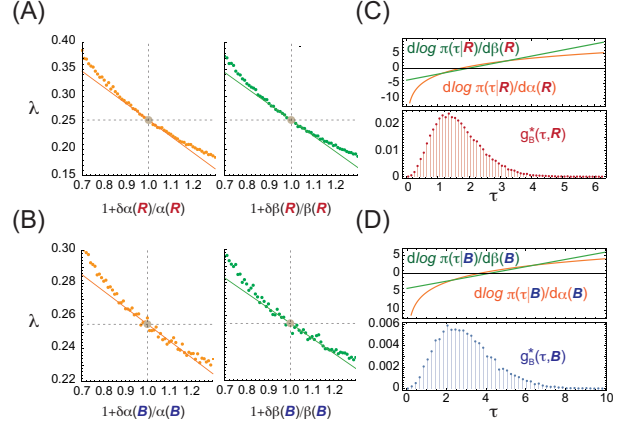 (A)
λ
0.40
0.35
0.30
0.25
0.20
0.15
0.7 0.8 0.9 1.0 1.1 1.2
0.7 0.8 0.9 1.0 1.1 1.2
1+δα(R)/α(R)
1+δβ(R)/β(R)
(B)
λ
0.30
0.28
0.26
0.24
0.22
0.7 0.8 0.9 1.0 1.1 1.2
0.7 0.8 0.9 1.0 1.1 1.2
1+δα(B)/α(B)
1+δβ(B)/β(B)
(C)
dlog π(τ|R)/dβ(R)
5
0
-5
-10
dlog π(τ|R)/dα(R)
0.02
0.01
0
g*B(τ,R)
0 1 2 3 4 5 6
τ
(D)
dlog π(τ|B)/dβ(B)
5
0
5
10
dlog π(τ|B)/dα(B)
0.006
0.004
0.002
0
g*B(τ,B)
0 2 4 6 8 10
τ